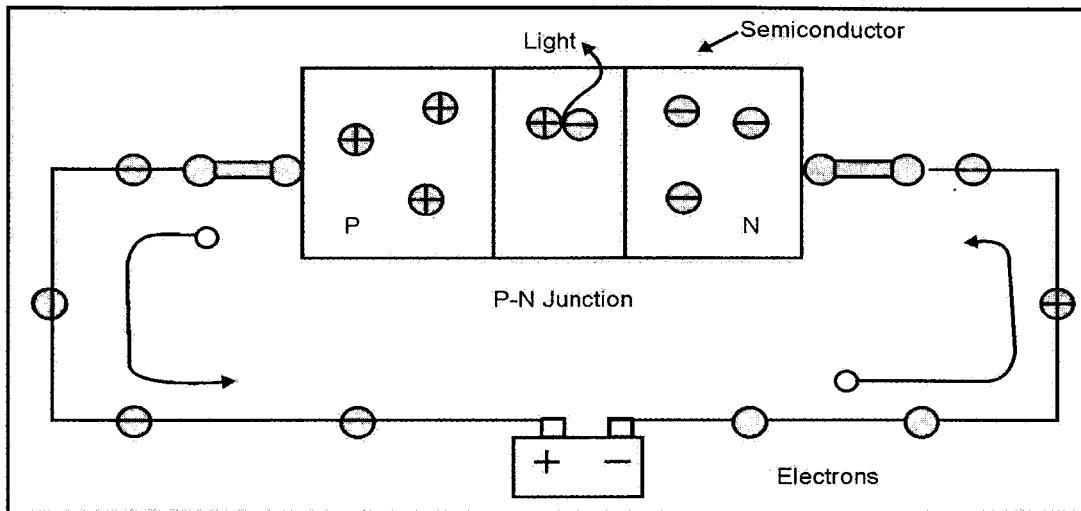 Semiconductor
Light
P
N
P-N Junction
+ −
Electrons